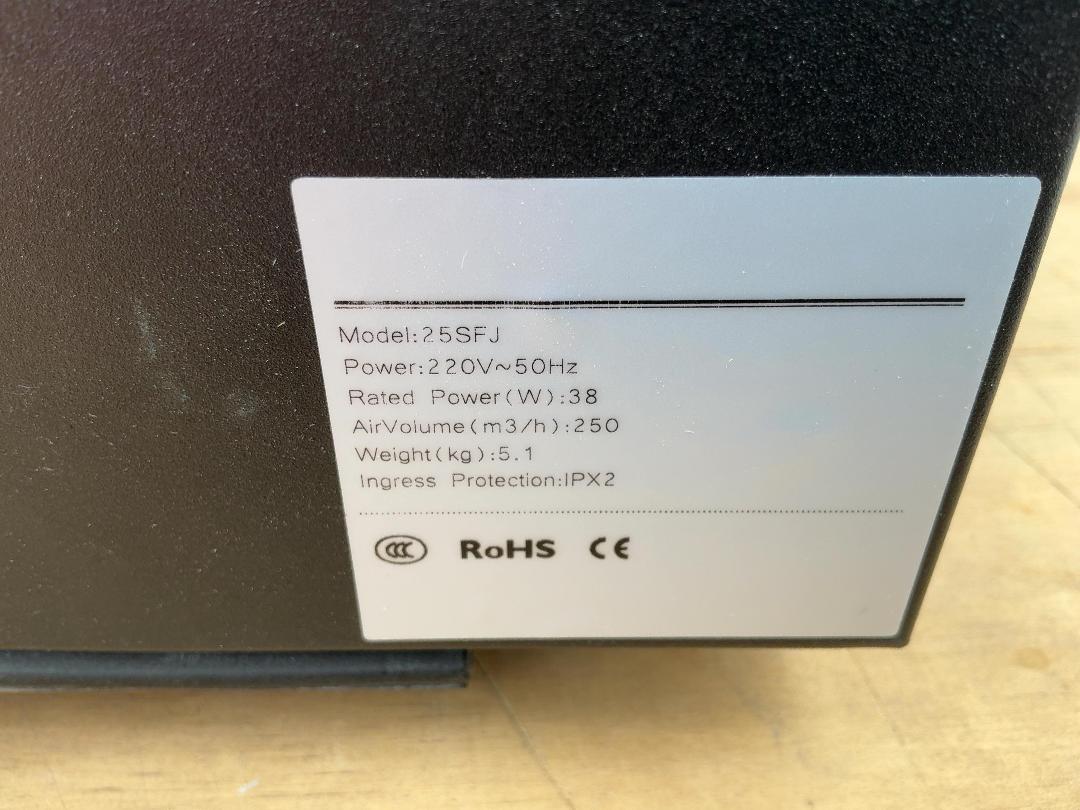 Model:25SFJ
Power:220V~50Hz
Rated Power(W):38
AirVolume(m3/h):250
Weight(kg):5.1
Ingress Protection:IPX2
CCC RoHS CE